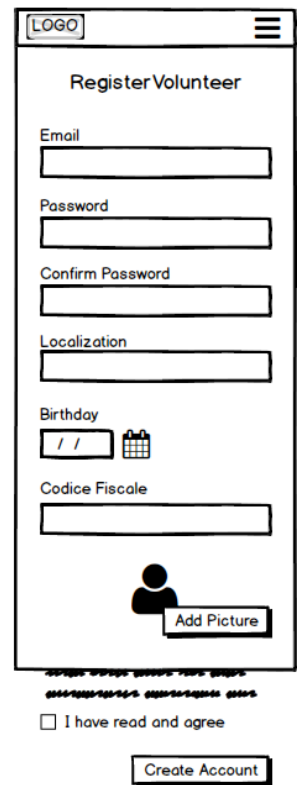 LOGO
Register Volunteer
Email
Password
Confirm Password
Localization
Birthday
/ /
Codice Fiscale
Add Picture
I have read and agree
Create Account